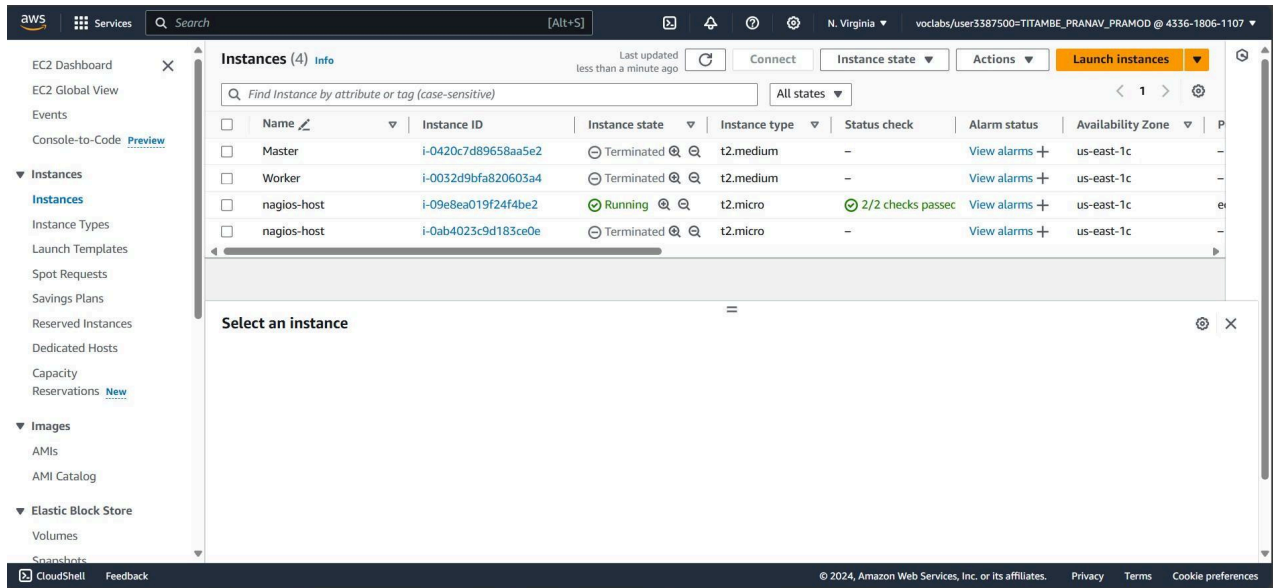 aws Services Search [Alt+S] N. Virginia voclabs/user3387500=TITAMBE_PRANAV_PRAMOD @ 4336-1806-1107
EC2 Dashboard
EC2 Global View
Events
Console-to-Code Preview
Instances
Instances
Instance Types
Launch Templates
Spot Requests
Savings Plans
Reserved Instances
Dedicated Hosts
Capacity
Reservations New
Images
AMIs
AMI Catalog
Elastic Block Store
Volumes
Snapshots
Instances (4) Info
Last updated
less than a minute ago
Connect Instance state Actions Launch instances
Find Instance by attribute or tag (case-sensitive) All states 1
Name Instance ID Instance state Instance type Status check Alarm status Availability Zone P
Master i-0420c7d89658aa5e2 Terminated t2.medium – View alarms + us-east-1c –
Worker i-0032d9bfa820603a4 Terminated t2.medium – View alarms + us-east-1c –
nagios-host i-09e8ea019f24f4be2 Running t2.micro 2/2 checks passec View alarms + us-east-1c e
nagios-host i-0ab4023c9d183ce0e Terminated t2.micro – View alarms + us-east-1c –
Select an instance
CloudShell Feedback © 2024, Amazon Web Services, Inc. or its affiliates. Privacy Terms Cookie preferences